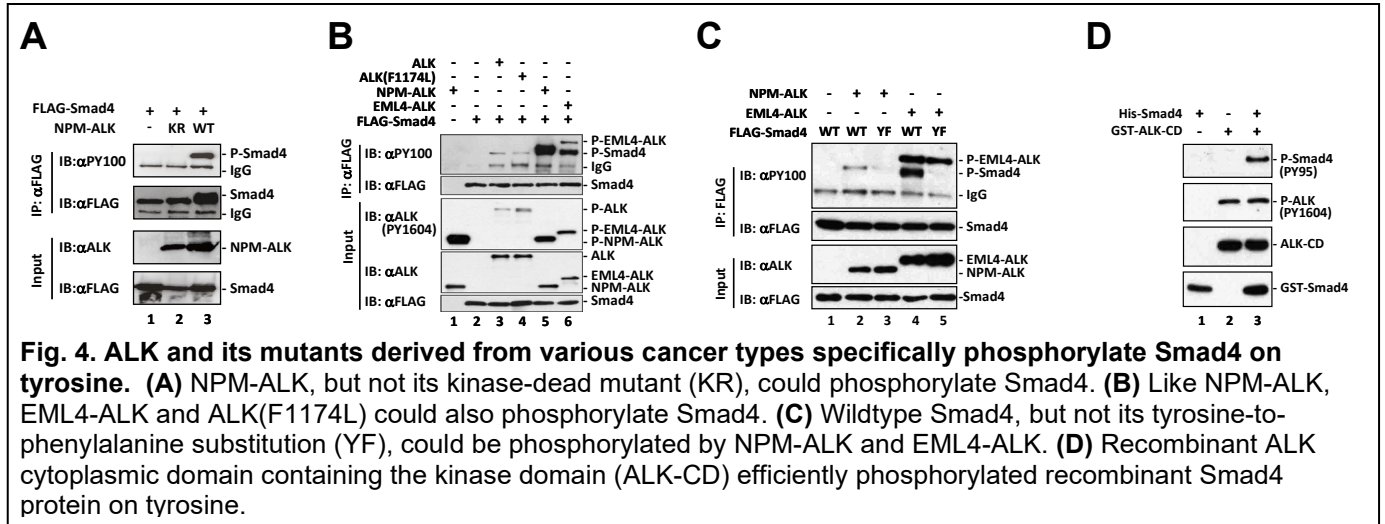 A
FLAG-Smad4 + + +
NPM-ALK - KR WT
IP: αFLAG
IB:αPY100
P-Smad4
IgG
IB:αFLAG
Smad4
IgG
Input
IB:αALK
NPM-ALK
IB:αFLAG
Smad4
1 2 3
B
ALK - - + - - -
ALK(F1174L) - - - + - -
NPM-ALK + - - - + -
EML4-ALK - - - - - +
FLAG-Smad4 - + + + + +
IP: αFLAG
IB: αPY100
P-EML4-ALK
P-Smad4
IgG
IB: αFLAG
Smad4
Input
IB: αALK
(PY1604)
P-ALK
P-EML4-ALK
P-NPM-ALK
IB: αALK
ALK
EML4-ALK
NPM-ALK
IB: αFLAG
Smad4
1 2 3 4 5 6
C
NPM-ALK - + + - -
EML4-ALK - - - + +
FLAG-Smad4 WT WT YF WT YF
IP: FLAG
IB: αPY100
P-EML4-ALK
P-Smad4
IgG
IB: αFLAG
Smad4
Input
IB: αALK
EML4-ALK
NPM-ALK
IB: αFLAG
-Smad4
1 2 3 4 5
D
His-Smad4 + - +
GST-ALK-CD - + +
P-Smad4
(PY95)
P-ALK
(PY1604)
ALK-CD
GST-Smad4
1 2 3
Fig. 4. ALK and its mutants derived from various cancer types specifically phosphorylate Smad4 on
tyrosine. (A) NPM-ALK, but not its kinase-dead mutant (KR), could phosphorylate Smad4. (B) Like NPM-ALK,
EML4-ALK and ALK(F1174L) could also phosphorylate Smad4. (C) Wildtype Smad4, but not its tyrosine-to-
phenylalanine substitution (YF), could be phosphorylated by NPM-ALK and EML4-ALK. (D) Recombinant ALK
cytoplasmic domain containing the kinase domain (ALK-CD) efficiently phosphorylated recombinant Smad4
protein on tyrosine.